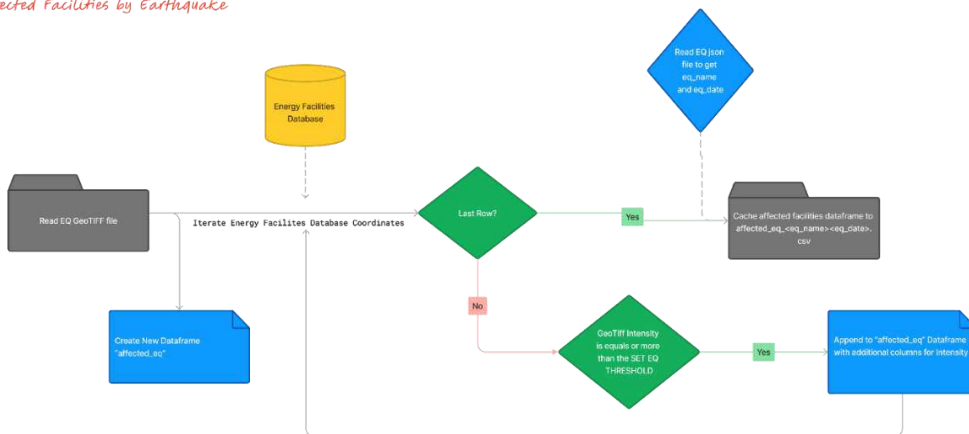 ected Facilities by Earthquake
Read EQ json
file to get
eq_name
and eq_date
Energy Facilities
Database
Read EQ GeoTIFF file
Iterate Energy Facilites Database Coordinates
Last Row?
Yes
Cache affected facilities dataframe to
affected_eq_<eq_name><eq_date>.
csv
No
Create New Dataframe
"affected_eq"
GeoTiff Intensity
is equals or more
than the SET EQ
THRESHOLD
Yes
Append to "affected_eq" Dataframe
with additional columns for Intensity